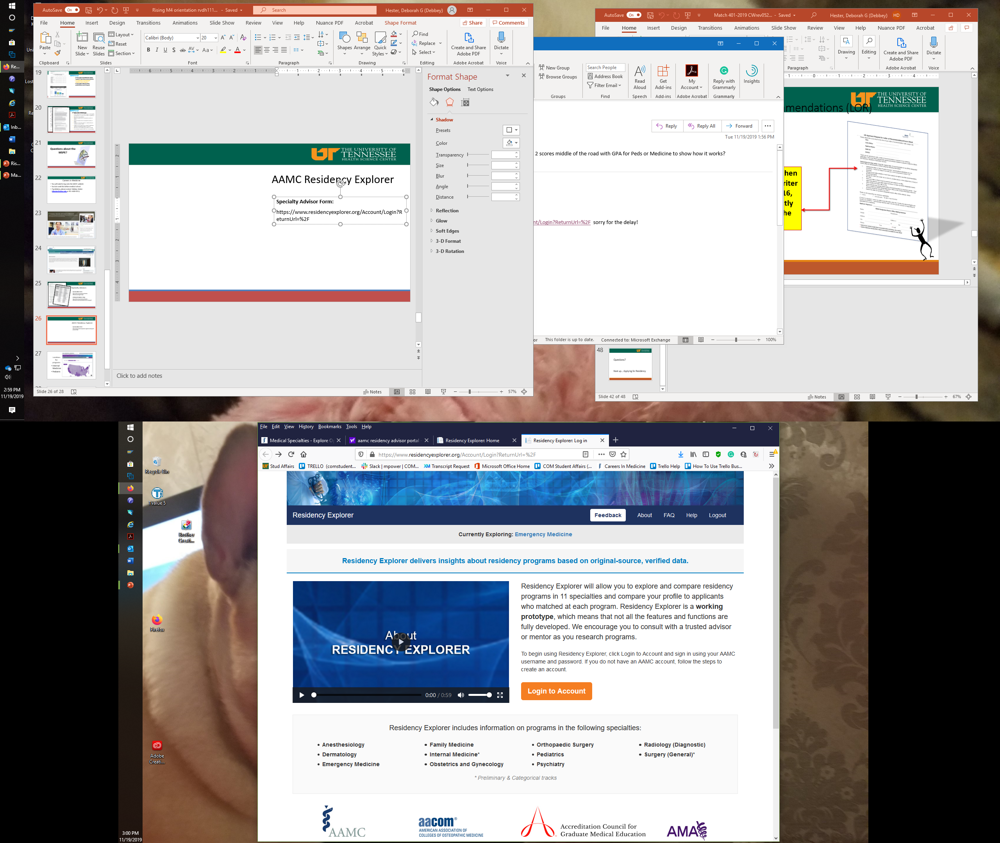 AutoSave On Rising M4 orientation rvdh111... - Saved Search Hester, Deborah G (Debbey)
File Home Insert Design Transitions Animations Slide Show Review View Help Nuance PDF Acrobat Shape Format Share Comments
Paste
New Slide
Reuse Slides
Layout
Reset
Section
Calibri (Body) 20
Shapes Arrange Quick Styles
Find
Replace
Select
Create and Share Adobe PDF
Dictate
Clipboard Slides Font Paragraph Drawing Editing Adobe Acrobat Voice
19
20
21
Questions about the MSPE?
22
Careers in Medicine
23
24
25
26
27
Internal Medicine
Pediatric
THE UNIVERSITY OF
TENNESSEE
HEALTH SCIENCE CENTER
AAMC Residency Explorer
Specialty Advisor Form:
https://www.residencyexplorer.org/Account/Login?R
eturnUrl=%2F
Click to add notes
Slide 26 of 28 Notes 57%
Format Shape
Shape Options Text Options
Shadow
Presets
Color
Transparency
Size
Blur
Angle
Distance
Reflection
Glow
Soft Edges
3-D Format
3-D Rotation
New Group
Browse Groups
Groups
Search People
Address Book
Filter Email
Find
Read Aloud
Speech
Get Add-ins
Add-ins
My Account
Adobe Acrobat
Reply with Grammarly
Grammarly
Insights
Reply Reply All Forward
Tue 11/19/2019 1:56 PM
2 scores middle of the road with GPA for Peds or Medicine to show how it works?
nt/Login?ReturnUrl=%2F sorry for the delay!
or This folder is up to date. Connected to: Microsoft Exchange 100%
AutoSave On Match 401-2019 CWrev052... - Saved Hester, Deborah G (Debbey) HD
File Home Insert Design Transitions Animations Slide Show Review View Help Nuance PDF Acrobat
Drawing
Editing
Create and Share Adobe PDF
Dictate
Paragraph Adobe Acrobat Voice
UNIVERSITY OF
TENNESSEE
HEALTH SCIENCE CENTER
mendations (LOR)
hen
riter
16,
tly
he
48
Questions?
Next up... Applying for Residency
Slide 42 of 48 Notes 67%
Re...
Inb...
Ris...
Ma...
2:59 PM
11/19/2019
Recycle Bin
TValue 5
Brother Creati...
Firefox
Adobe Creati...
3:00 PM
11/19/2019
File Edit View History Bookmarks Tools Help
Medical Specialties - Explore Op
aamc residency advisor portal -
Residency Explorer: Home
Residency Explorer: Log in
https://www.residencyexplorer.org/Account/Login?ReturnUrl=%2F
Stud Affairs TRELLO (comstudent... Slack | mpower | COM... Transcript Request Microsoft Office Home COM Student Affairs (... Careers In Medicine Trello Help How To Use Trello Bus...
Residency Explorer Feedback About FAQ Help Logout
Currently Exploring: Emergency Medicine
Residency Explorer delivers insights about residency programs based on original-source, verified data.
About
RESIDENCY EXPLORER
0:00 / 0:59
Residency Explorer will allow you to explore and compare residency
programs in 11 specialties and compare your profile to applicants
who matched at each program. Residency Explorer is a working
prototype, which means that not all the features and functions are
fully developed. We encourage you to consult with a trusted advisor
or mentor as you research programs.
To begin using Residency Explorer, click Login to Account and sign in using your AAMC
username and password. If you do not have an AAMC account, follow the steps to
create an account.
Login to Account
Residency Explorer includes information on programs in the following specialties:
Anesthesiology
Dermatology
Emergency Medicine
Family Medicine
Internal Medicine*
Obstetrics and Gynecology
Orthopaedic Surgery
Pediatrics
Psychiatry
Radiology (Diagnostic)
Surgery (General)*
* Preliminary & Categorical tracks
AAMC
aacom®
AMERICAN ASSOCIATION OF
COLLEGES OF OSTEOPATHIC MEDICINE
Accreditation Council for
Graduate Medical Education
AMA